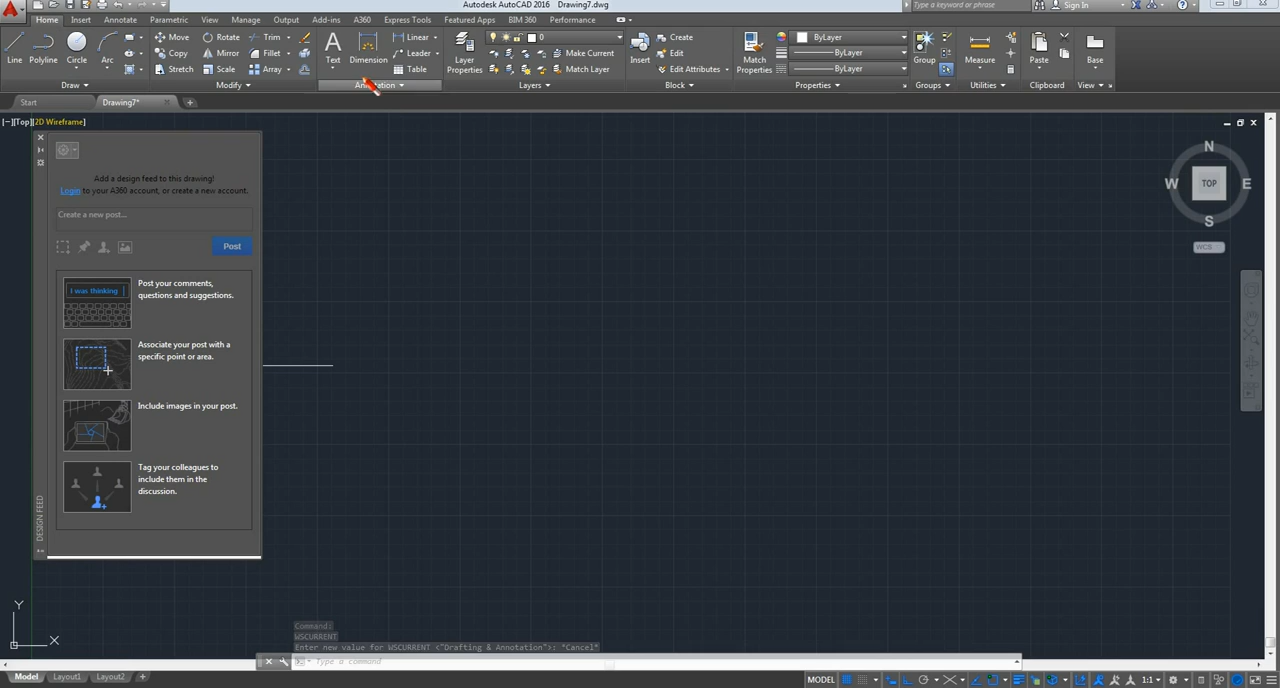 Autodesk AutoCAD 2016 Drawing7.dwg
Type a keyword or phrase
Sign In
Home Insert Annotate Parametric View Manage Output Add-ins A360 Express Tools Featured Apps BIM 360 Performance
Line Polyline Circle Arc
Move Rotate Trim
Copy Mirror Fillet
Stretch Scale Array
Text Dimension
Linear
Leader
Table
Layer Properties
0
Make Current
Match Layer
Insert
Create
Edit
Edit Attributes
Match Properties
ByLayer
ByLayer
ByLayer
Group
Measure
Paste
Base
Draw Modify Annotation Layers Block Properties Groups Utilities Clipboard View
Start Drawing7*
[−][Top][2D Wireframe]
Add a design feed to this drawing!
Login to your A360 account, or create a new account.
Create a new post...
Post
I was thinking
Post your comments,
questions and suggestions.
Associate your post with a
specific point or area.
Include images in your post.
Tag your colleagues to
include them in the
discussion.
DESIGN FEED
N
W TOP E
S
WCS
Y
X
Command:
WSCURRENT
Enter new value for WSCURRENT <"Drafting & Annotation">: *Cancel*
Type a command
Model Layout1 Layout2 +
MODEL
1:1